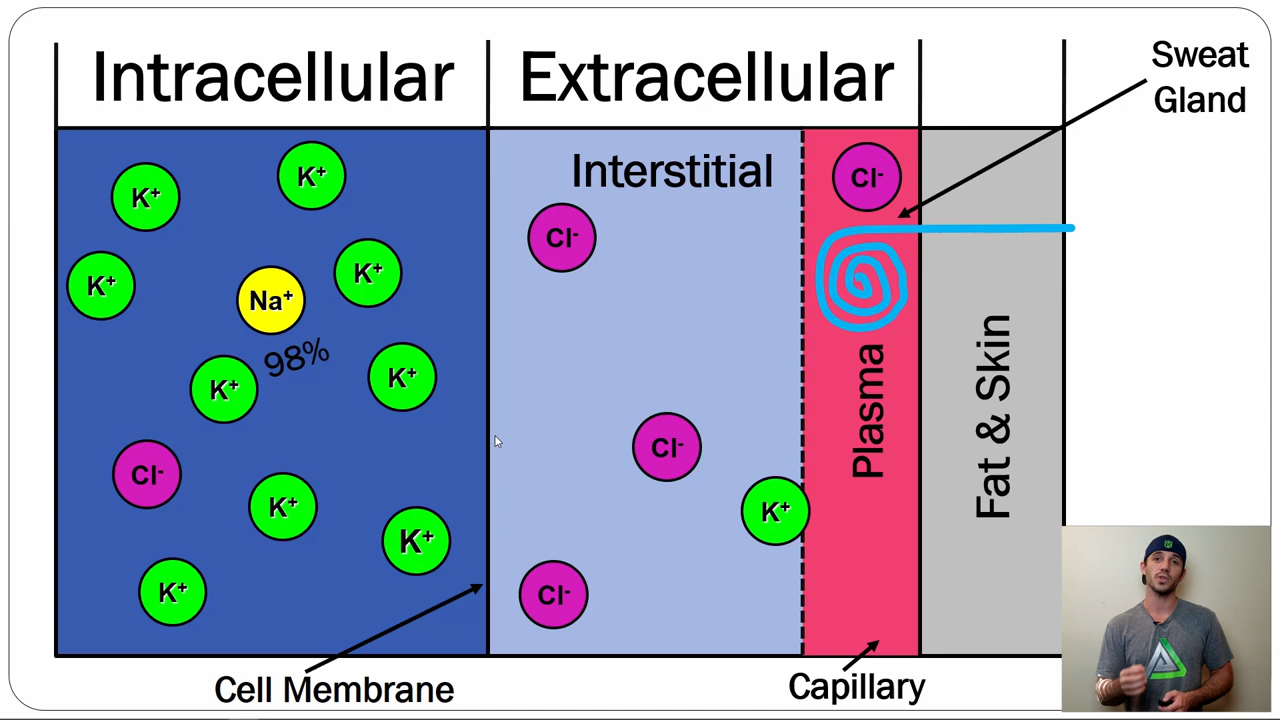 Intracellular
Extracellular
Sweat
Gland
Interstitial
Cl-
K+
K+
Cl-
K+
K+
Na+
98%
K+
K+
Cl-
Cl-
K+
K+
K+
K+
Cl-
Plasma
Fat & Skin
Cell Membrane
Capillary